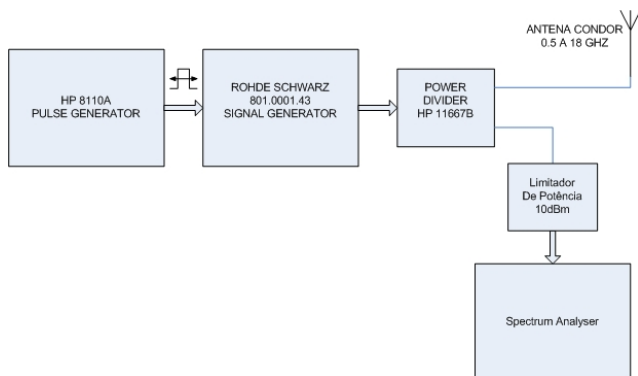 ANTENA CONDOR
0.5 A 18 GHZ
HP 8110A
PULSE GENERATOR
ROHDE SCHWARZ
801.0001.43
SIGNAL GENERATOR
POWER
DIVIDER
HP 11667B
Limitador
De Potência
10dBm
Spectrum Analyser